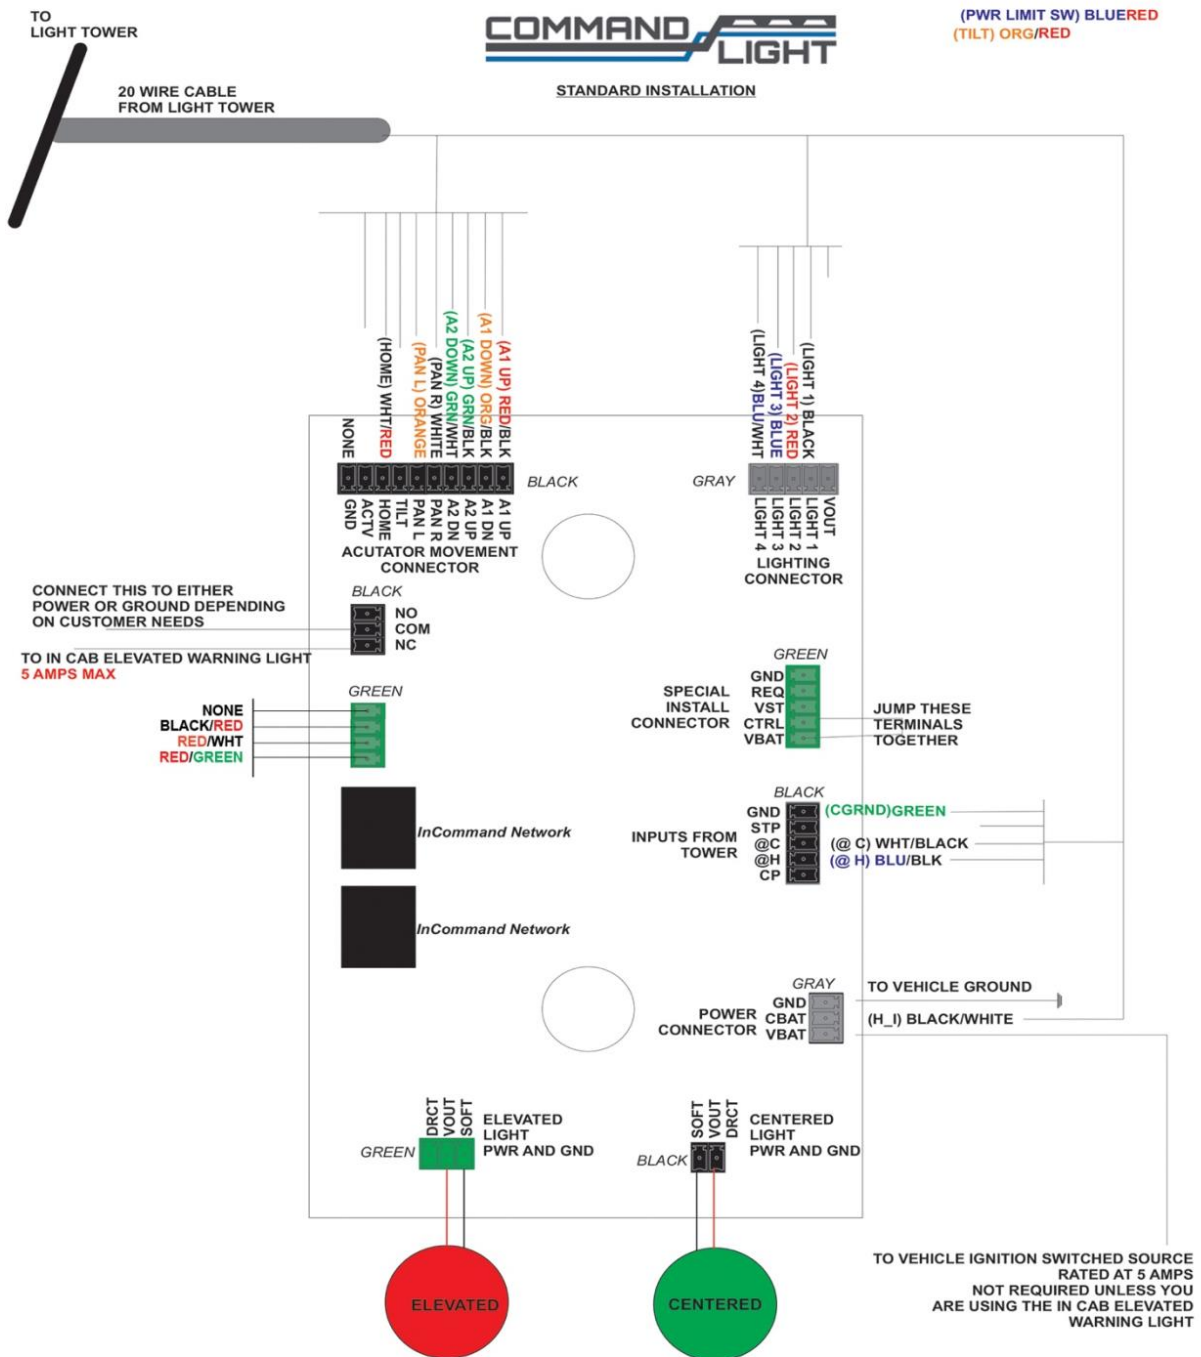 TO
LIGHT TOWER
COMMAND
LIGHT
STANDARD INSTALLATION
(PWR LIMIT SW) BLUERED
(TILT) ORG/RED
20 WIRE CABLE
FROM LIGHT TOWER
NONE
(HOME) WHT/RED
(PAN L) ORANGE
(PAN R) WHITE
(A2 DOWN) GRN/WHT
(A2 UP) GRN/BLK
(A1 DOWN) ORG/BLK
(A1 UP) RED/BLK
BLACK
GND
ACTV
HOME
TILT
PAN L
PAN R
A2 DN
A2 UP
A1 DN
A1 UP
ACUTATOR MOVEMENT
CONNECTOR
(LIGHT 4)BLU/WHT
(LIGHT 3) BLUE
(LIGHT 2) RED
(LIGHT 1) BLACK
GRAY
LIGHT 4
LIGHT 3
LIGHT 2
LIGHT 1
VOUT
LIGHTING
CONNECTOR
CONNECT THIS TO EITHER
POWER OR GROUND DEPENDING
ON CUSTOMER NEEDS
TO IN CAB ELEVATED WARNING LIGHT
5 AMPS MAX
BLACK
NO
COM
NC
GREEN
NONE
BLACK/RED
RED/WHT
RED/GREEN
InCommand Network
InCommand Network
GREEN
SPECIAL
INSTALL
CONNECTOR
GND
REQ
VST
CTRL
VBAT
JUMP THESE
TERMINALS
TOGETHER
BLACK
INPUTS FROM
TOWER
GND
STP
@C
@H
CP
(CGRND)GREEN
(@ C) WHT/BLACK
(@ H) BLU/BLK
GRAY
POWER
CONNECTOR
GND
CBAT
VBAT
TO VEHICLE GROUND
(H_I) BLACK/WHITE
DRCT
VOUT
SOFT
GREEN
ELEVATED
LIGHT
PWR AND GND
SOFT
VOUT
DRCT
BLACK
CENTERED
LIGHT
PWR AND GND
ELEVATED
CENTERED
TO VEHICLE IGNITION SWITCHED SOURCE
RATED AT 5 AMPS
NOT REQUIRED UNLESS YOU
ARE USING THE IN CAB ELEVATED
WARNING LIGHT